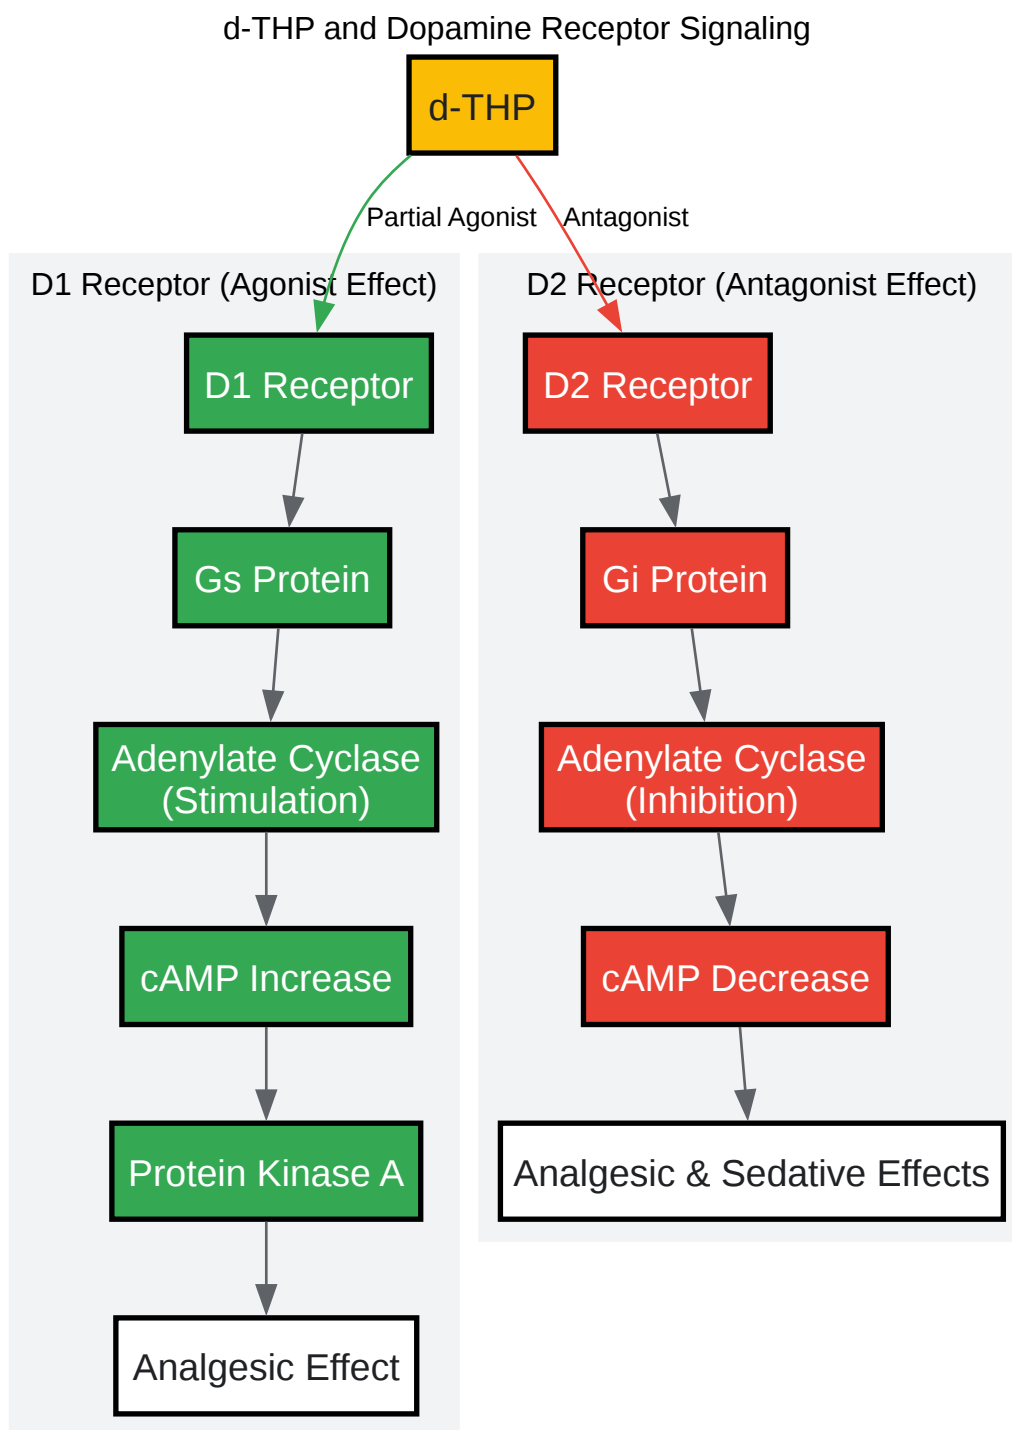 d-THP and Dopamine Receptor Signaling
d-THP
Partial Agonist
Antagonist
D1 Receptor (Agonist Effect)
D1 Receptor
Gs Protein
Adenylate Cyclase
(Stimulation)
cAMP Increase
Protein Kinase A
Analgesic Effect
D2 Receptor (Antagonist Effect)
D2 Receptor
Gi Protein
Adenylate Cyclase
(Inhibition)
cAMP Decrease
Analgesic & Sedative Effects